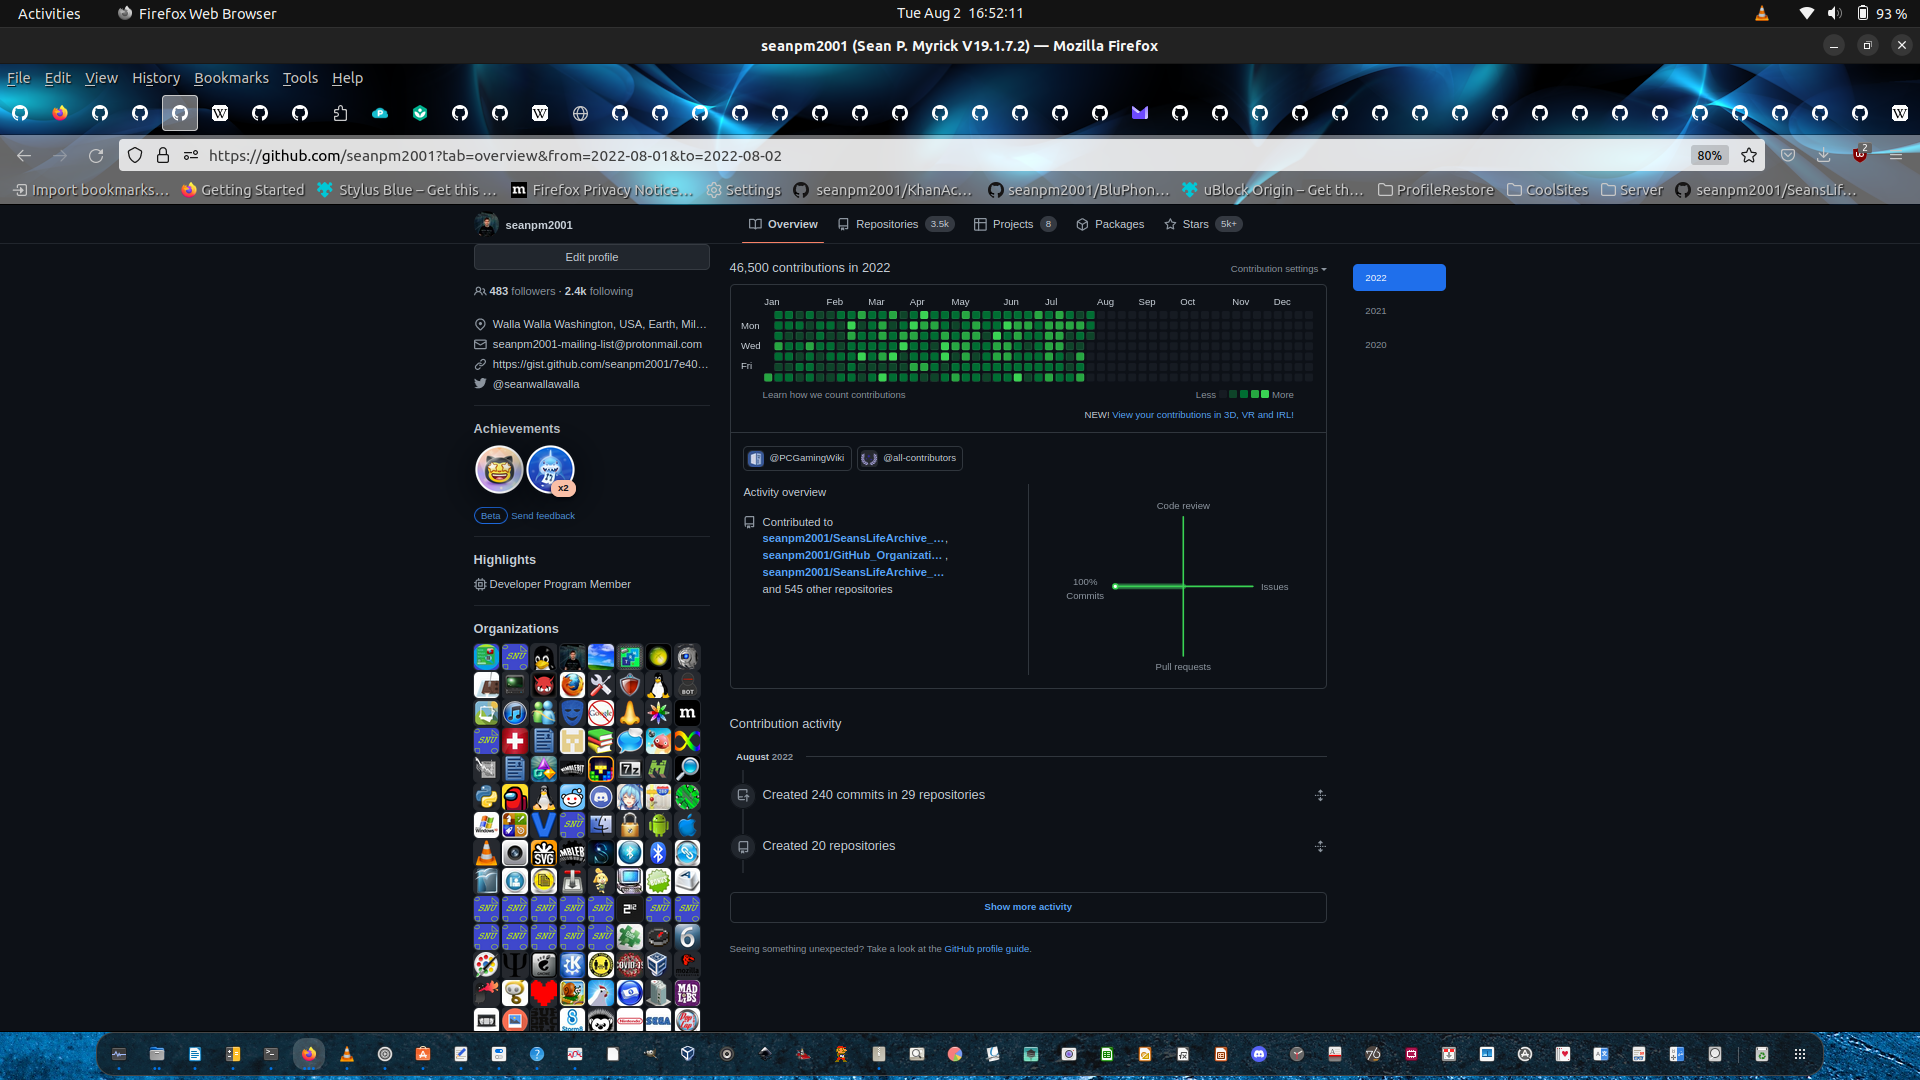 Activities
Firefox Web Browser
Tue Aug 2 16:52:11
93 %
seanpm2001 (Sean P. Myrick V19.1.7.2) — Mozilla Firefox
File Edit View History Bookmarks Tools Help
https://github.com/seanpm2001?tab=overview&from=2022-08-01&to=2022-08-02
80%
2
Import bookmarks…
Getting Started
Stylus Blue – Get this …
Firefox Privacy Notice…
Settings
seanpm2001/KhanAc…
seanpm2001/BluPhon…
uBlock Origin – Get th…
ProfileRestore
CoolSites
Server
seanpm2001/SeansLif…
seanpm2001
Overview
Repositories 3.5k
Projects 8
Packages
Stars 5k+
Edit profile
483 followers · 2.4k following
Walla Walla Washington, USA, Earth, Mil…
seanpm2001-mailing-list@protonmail.com
https://gist.github.com/seanpm2001/7e40…
@seanwallawalla
Achievements
x2
Beta Send feedback
Highlights
Developer Program Member
Organizations
46,500 contributions in 2022
Contribution settings
2022
2021
2020
Jan Feb Mar Apr May Jun Jul Aug Sep Oct Nov Dec
Mon
Wed
Fri
Learn how we count contributions
Less More
NEW! View your contributions in 3D, VR and IRL!
@PCGamingWiki
@all-contributors
Activity overview
Contributed to
seanpm2001/SeansLifeArchive_…,
seanpm2001/GitHub_Organizati… ,
seanpm2001/SeansLifeArchive_…
and 545 other repositories
Code review
100%
Commits
Issues
Pull requests
Contribution activity
August 2022
Created 240 commits in 29 repositories
Created 20 repositories
Show more activity
Seeing something unexpected? Take a look at the GitHub profile guide.